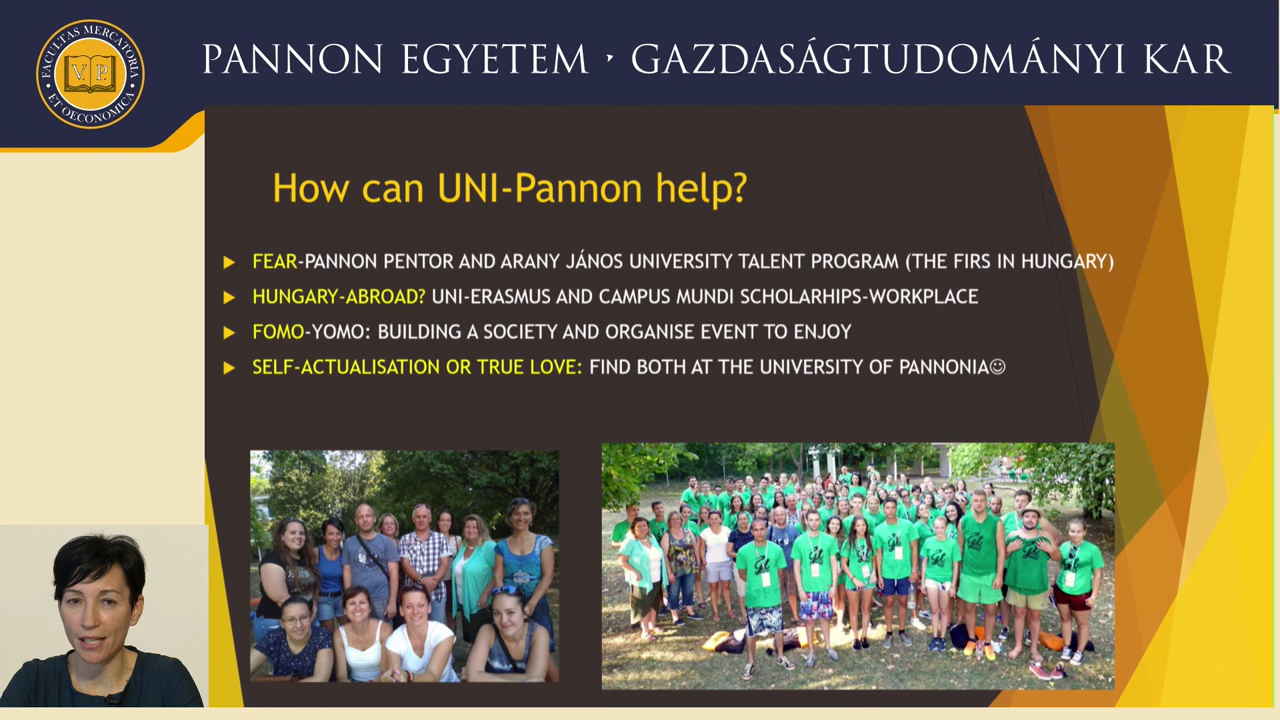 FACULTAS MERCATORIA
V. P.
ET OECONOMICA
PANNON EGYETEM · GAZDASÁGTUDOMÁNYI KAR
How can UNI-Pannon help?
FEAR-PANNON PENTOR AND ARANY JÁNOS UNIVERSITY TALENT PROGRAM (THE FIRS IN HUNGARY)
HUNGARY-ABROAD? UNI-ERASMUS AND CAMPUS MUNDI SCHOLARHIPS-WORKPLACE
FOMO-YOMO: BUILDING A SOCIETY AND ORGANISE EVENT TO ENJOY
SELF-ACTUALISATION OR TRUE LOVE: FIND BOTH AT THE UNIVERSITY OF PANNONIA☺